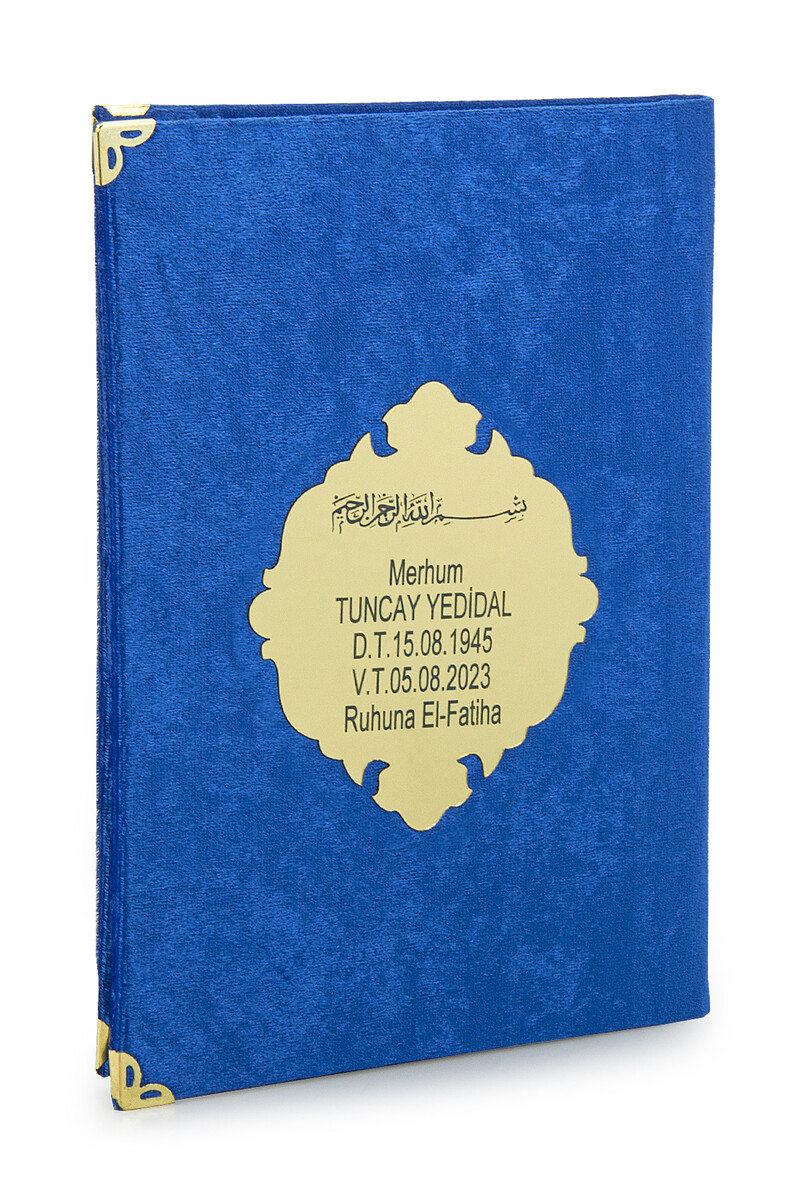 بسم الله الرحمن الرحيم
Merhum
TUNCAY YEDİDAL
D.T.15.08.1945
V.T.05.08.2023
Ruhuna El-Fatiha